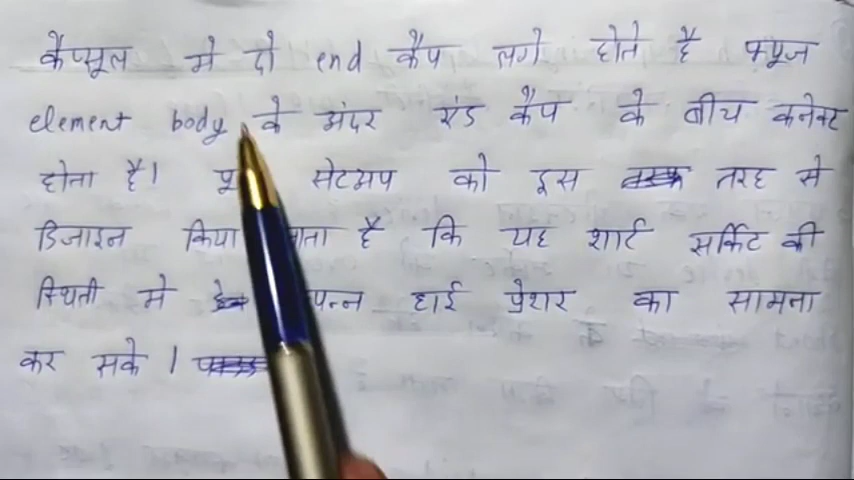 कैप्सूल मे दो end कैप लगे होते है फ्यूज
element body के अंदर एंड कैप के बीच कनेक्ट
होता है। सेटअप को इस तरह से
डिजाइन किया है कि यह शार्ट सर्किट की
स्थिती मे हाई प्रेशर का सामना
कर सके ।